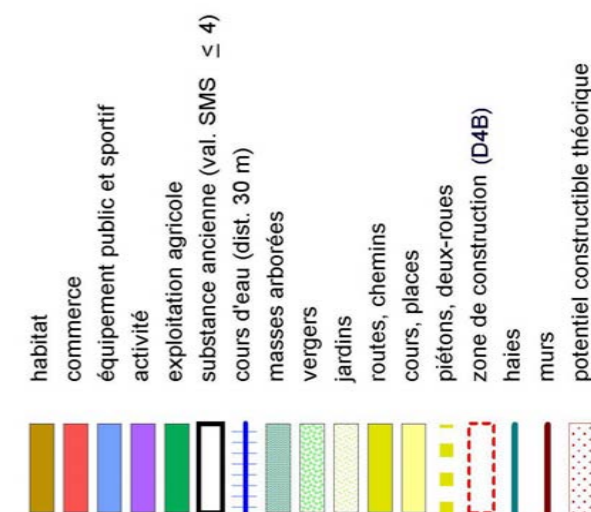 habitat
commerce
équipement public et sportif
activité
exploitation agricole
substance ancienne (val. SMS ≤ 4)
cours d'eau (dist. 30 m)
masses arborées
vergers
jardins
routes, chemins
cours, places
piétons, deux-roues
zone de construction (D4B)
haies
murs
potentiel constructible théorique